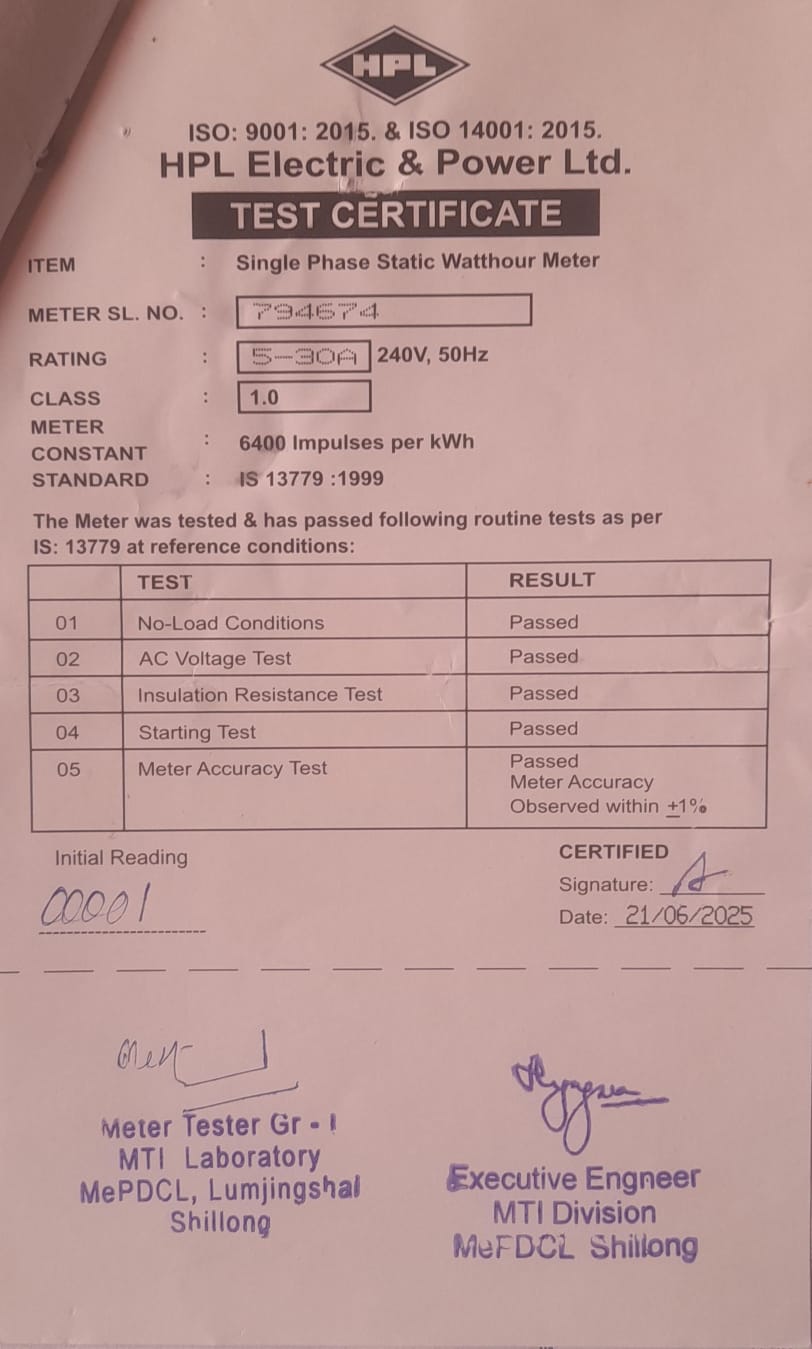 HPL
ISO: 9001: 2015. & ISO 14001: 2015.
HPL Electric & Power Ltd.
TEST CERTIFICATE
ITEM : Single Phase Static Watthour Meter
METER SL. NO. : 794674
RATING : 5-30A 240V, 50Hz
CLASS : 1.0
METER
CONSTANT : 6400 Impulses per kWh
STANDARD : IS 13779 :1999
The Meter was tested & has passed following routine tests as per
IS: 13779 at reference conditions:
TEST RESULT
01 No-Load Conditions Passed
02 AC Voltage Test Passed
03 Insulation Resistance Test Passed
04 Starting Test Passed
05 Meter Accuracy Test Passed
Meter Accuracy
Observed within ±1%
Initial Reading
00001
CERTIFIED
Signature:
Date: 21/06/2025
Meter Tester Gr - I
MTI Laboratory
MePDCL, Lumjingshai
Shillong
Executive Engneer
MTI Division
MePDCL Shillong